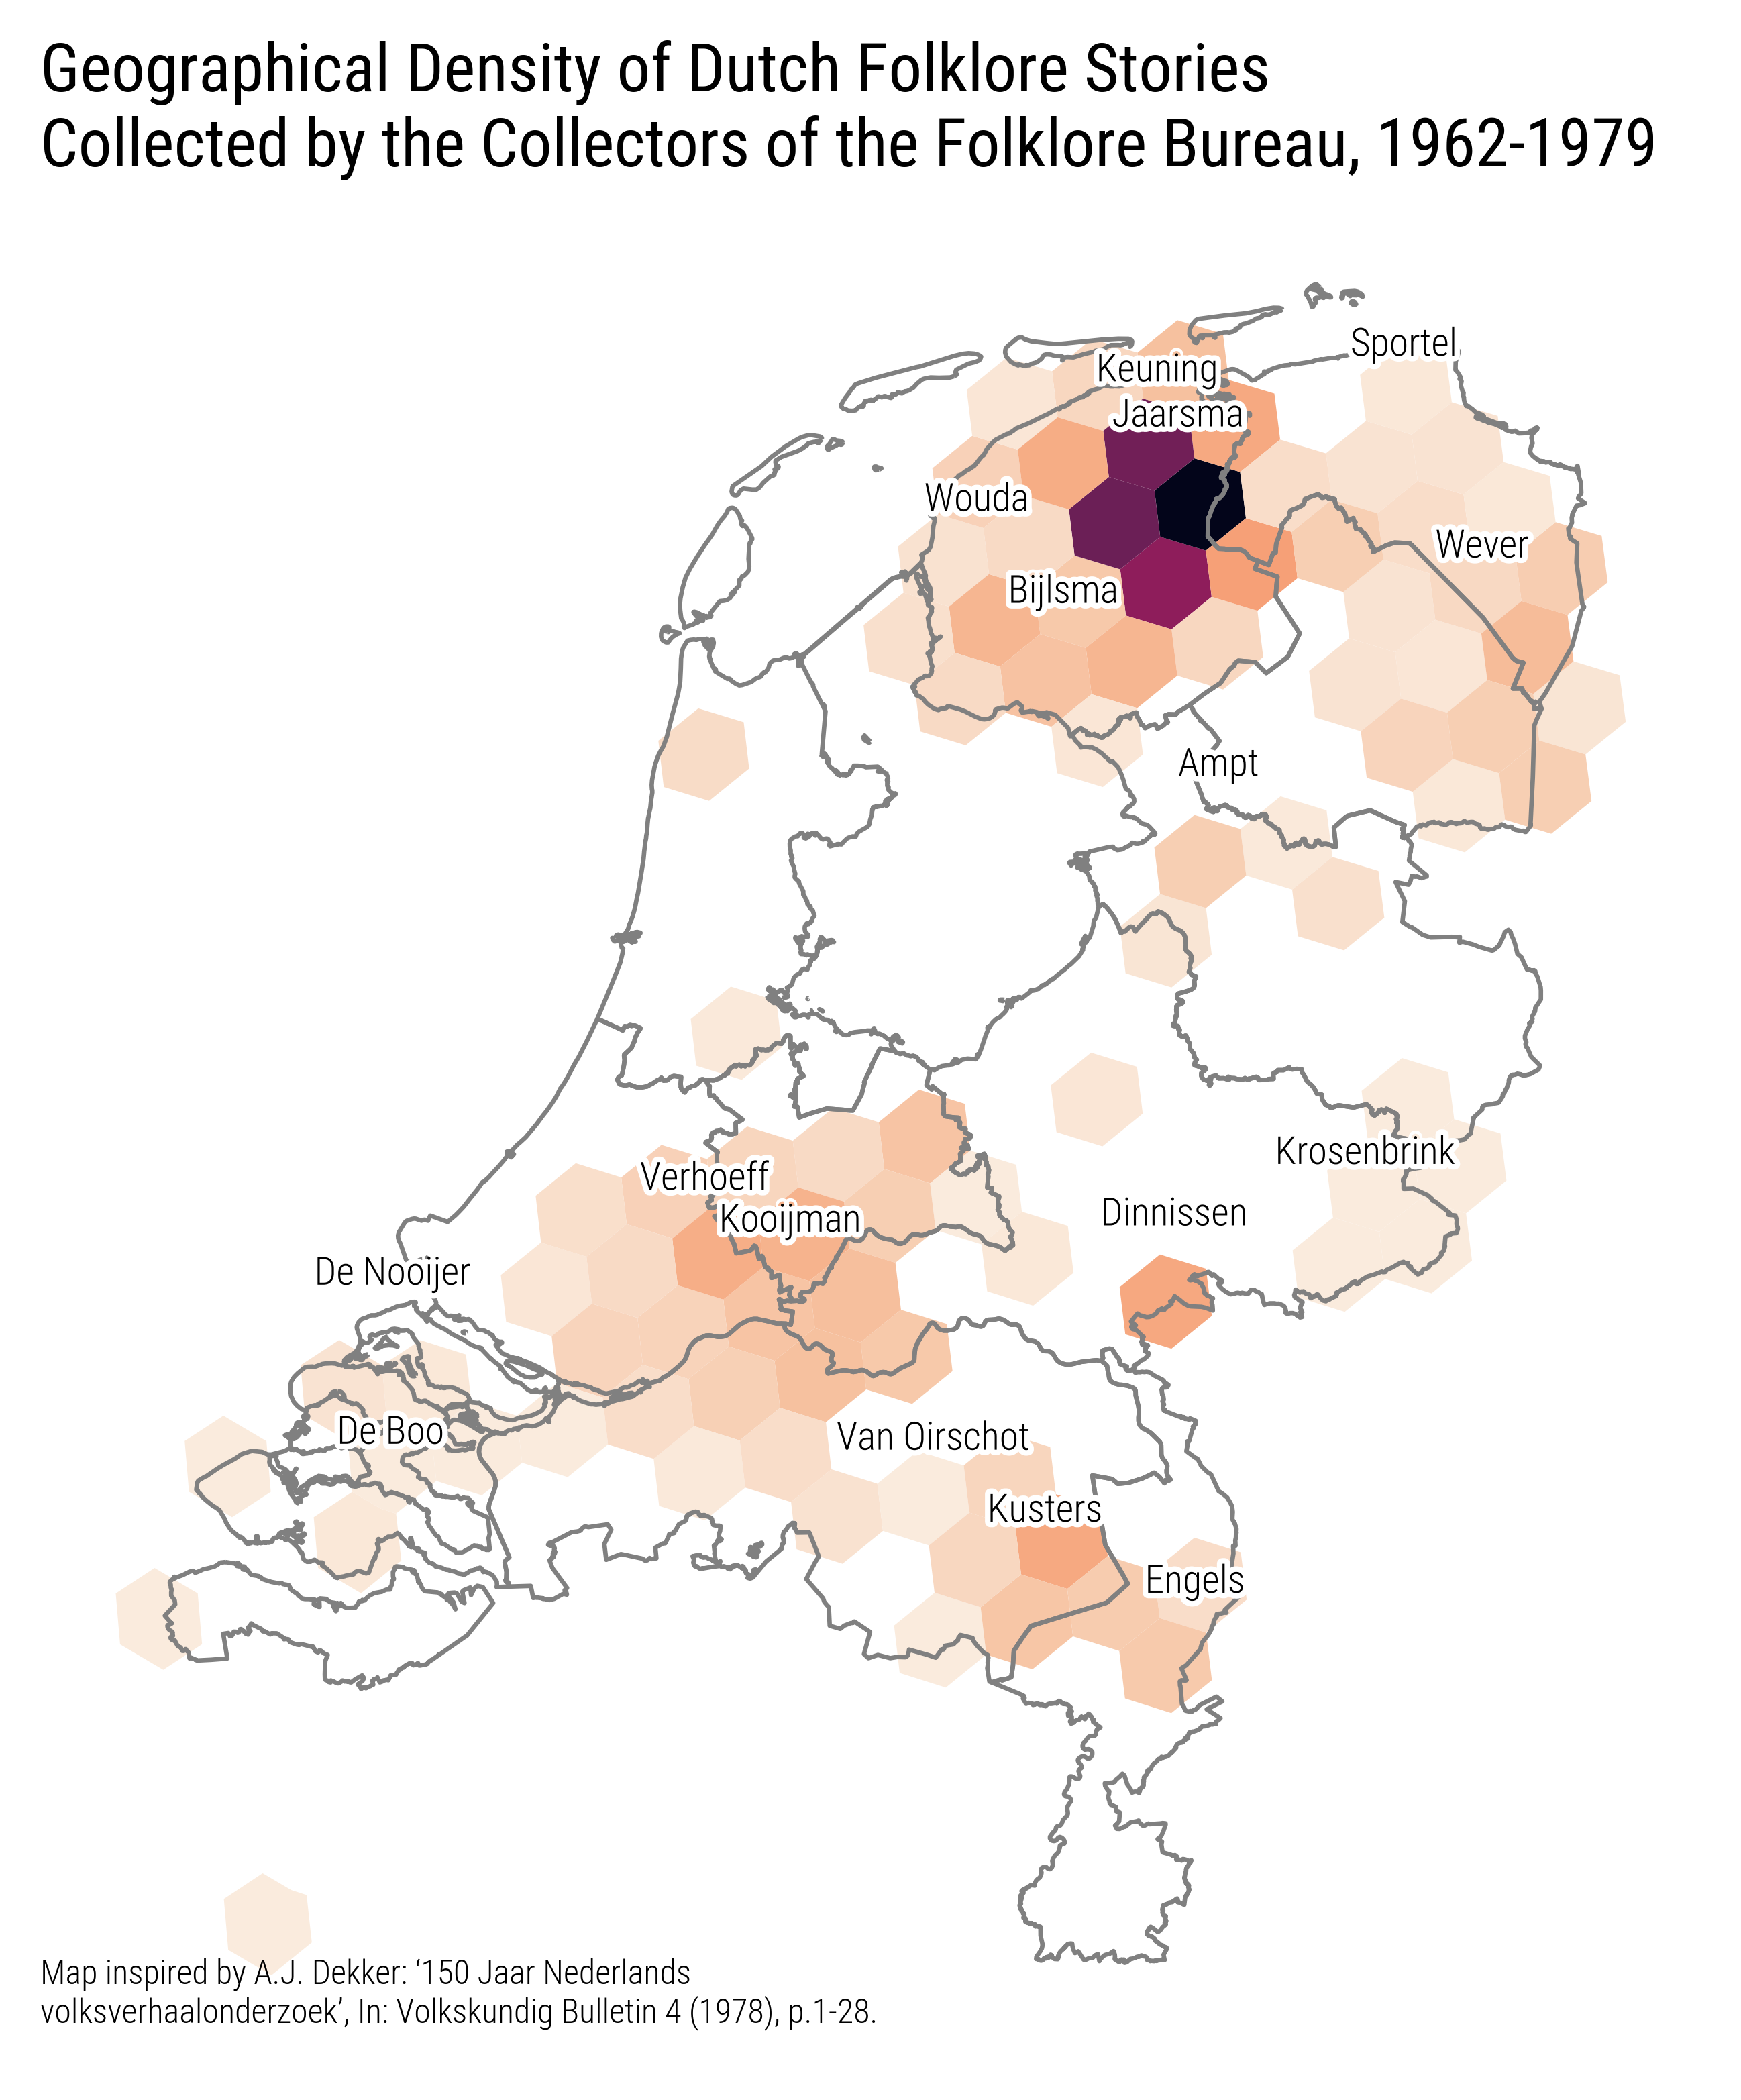 Geographical Density of Dutch Folklore Stories
Collected by the Collectors of the Folklore Bureau, 1962-1979
Sportel
Keuning
Jaarsma
Wouda
Wever
Bijlsma
Ampt
Krosenbrink
Verhoeff
Dinnissen
Kooijman
De Nooijer
De Boo
Van Oirschot
Kusters
Engels
Map inspired by A.J. Dekker: ‘150 Jaar Nederlands
volksverhaalonderzoek’, In: Volkskundig Bulletin 4 (1978), p.1-28.